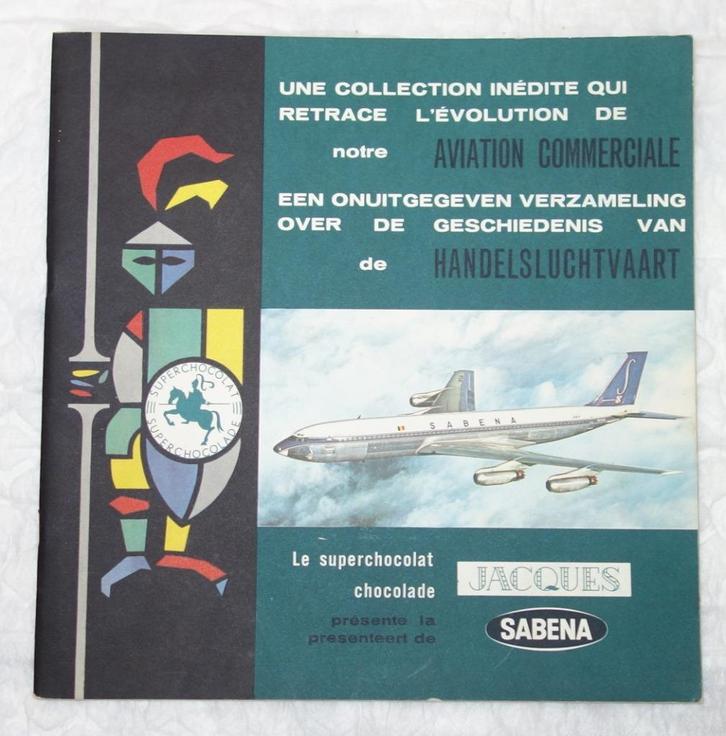 UNE COLLECTION INÉDITE QUI
RETRACE L'ÉVOLUTION DE
notre AVIATION COMMERCIALE
EEN ONUITGEGEVEN VERZAMELING
OVER DE GESCHIEDENIS VAN
de HANDELSLUCHTVAART
SUPERCHOCOLAT
SUPERCHOCOLADE
SABENA
S
Le superchocolat
chocolade
JACQUES
présente la
presenteert de
SABENA